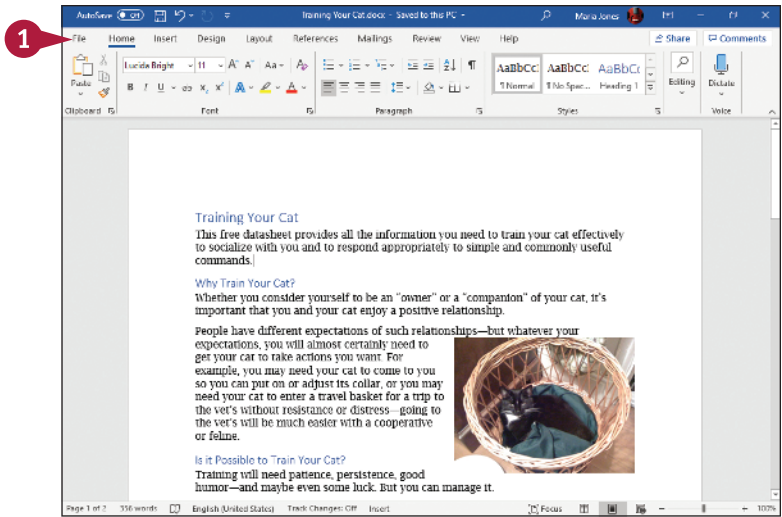 AutoSave Off Training Your Cat.docx - Saved to this PC Maria Jones
1
File Home Insert Design Layout References Mailings Review View Help Share Comments
Lucida Bright 11 A A Aa A
AaBbCc AaBbCc AaBbCc
Paste B I U ab x₂ x² A A
¶ Normal ¶ No Spac... Heading 1 Editing Dictate
Clipboard Font Paragraph Styles Voice
Training Your Cat
This free datasheet provides all the information you need to train your cat effectively
to socialize with you and to respond appropriately to simple and commonly useful
commands.
Why Train Your Cat?
Whether you consider yourself to be an “owner” or a “companion” of your cat, it’s
important that you and your cat enjoy a positive relationship.
People have different expectations of such relationships—but whatever your
expectations, you will almost certainly need to
get your cat to take actions you want. For
example, you may need your cat to come to you
so you can put on or adjust its collar, or you may
need your cat to enter a travel basket for a trip to
the vet’s without resistance or distress—going to
the vet’s will be much easier with a cooperative
or feline.
Is it Possible to Train Your Cat?
Training will need patience, persistence, good
humor—and maybe even some luck. But you can manage it.
Page 1 of 2 356 words English (United States) Track Changes: Off Insert Focus 100%